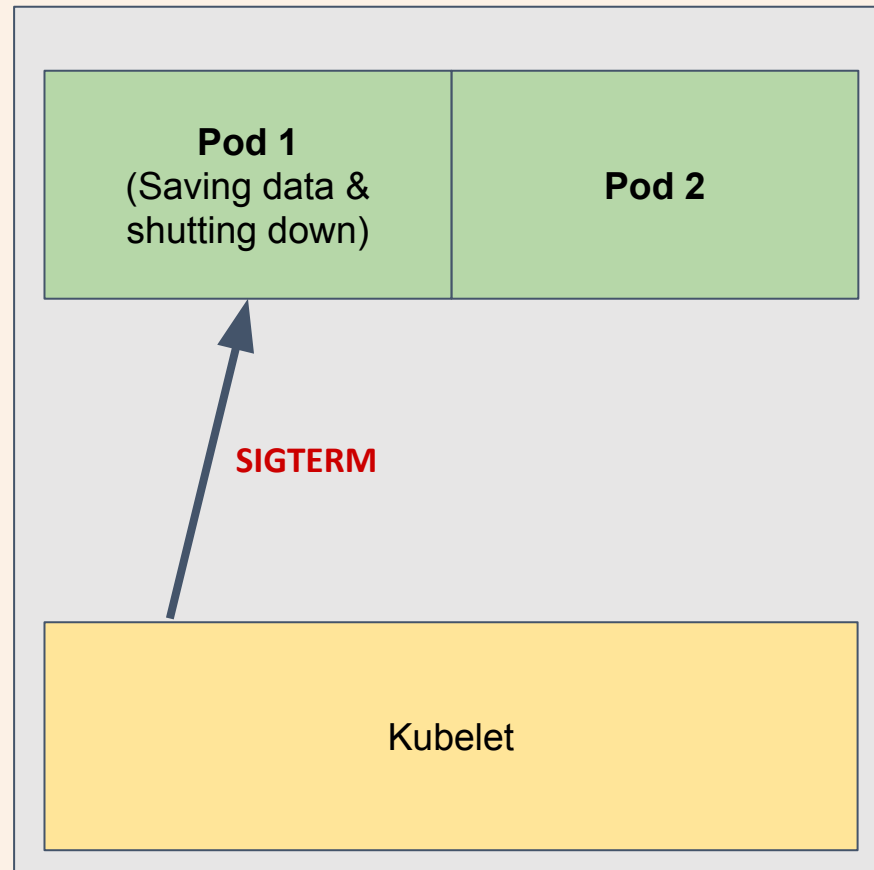 Pod 1
(Saving data &
shutting down)
Pod 2
SIGTERM
Kubelet